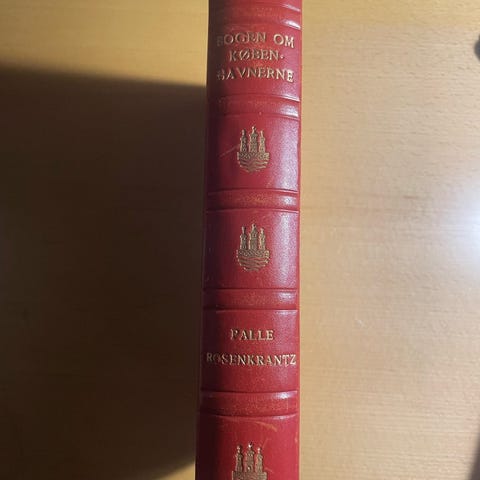 BOGEN OM
KØBEN-
HAVNERNE
PALLE
ROSENKRANTZ